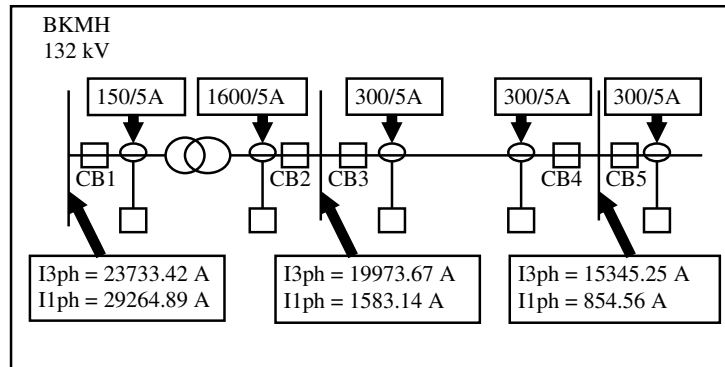 BKMH
132 kV
150/5A
1600/5A
300/5A
300/5A
300/5A
CB1
CB2
CB3
CB4
CB5
I3ph = 23733.42 A
I1ph = 29264.89 A
I3ph = 19973.67 A
I1ph = 1583.14 A
I3ph = 15345.25 A
I1ph = 854.56 A